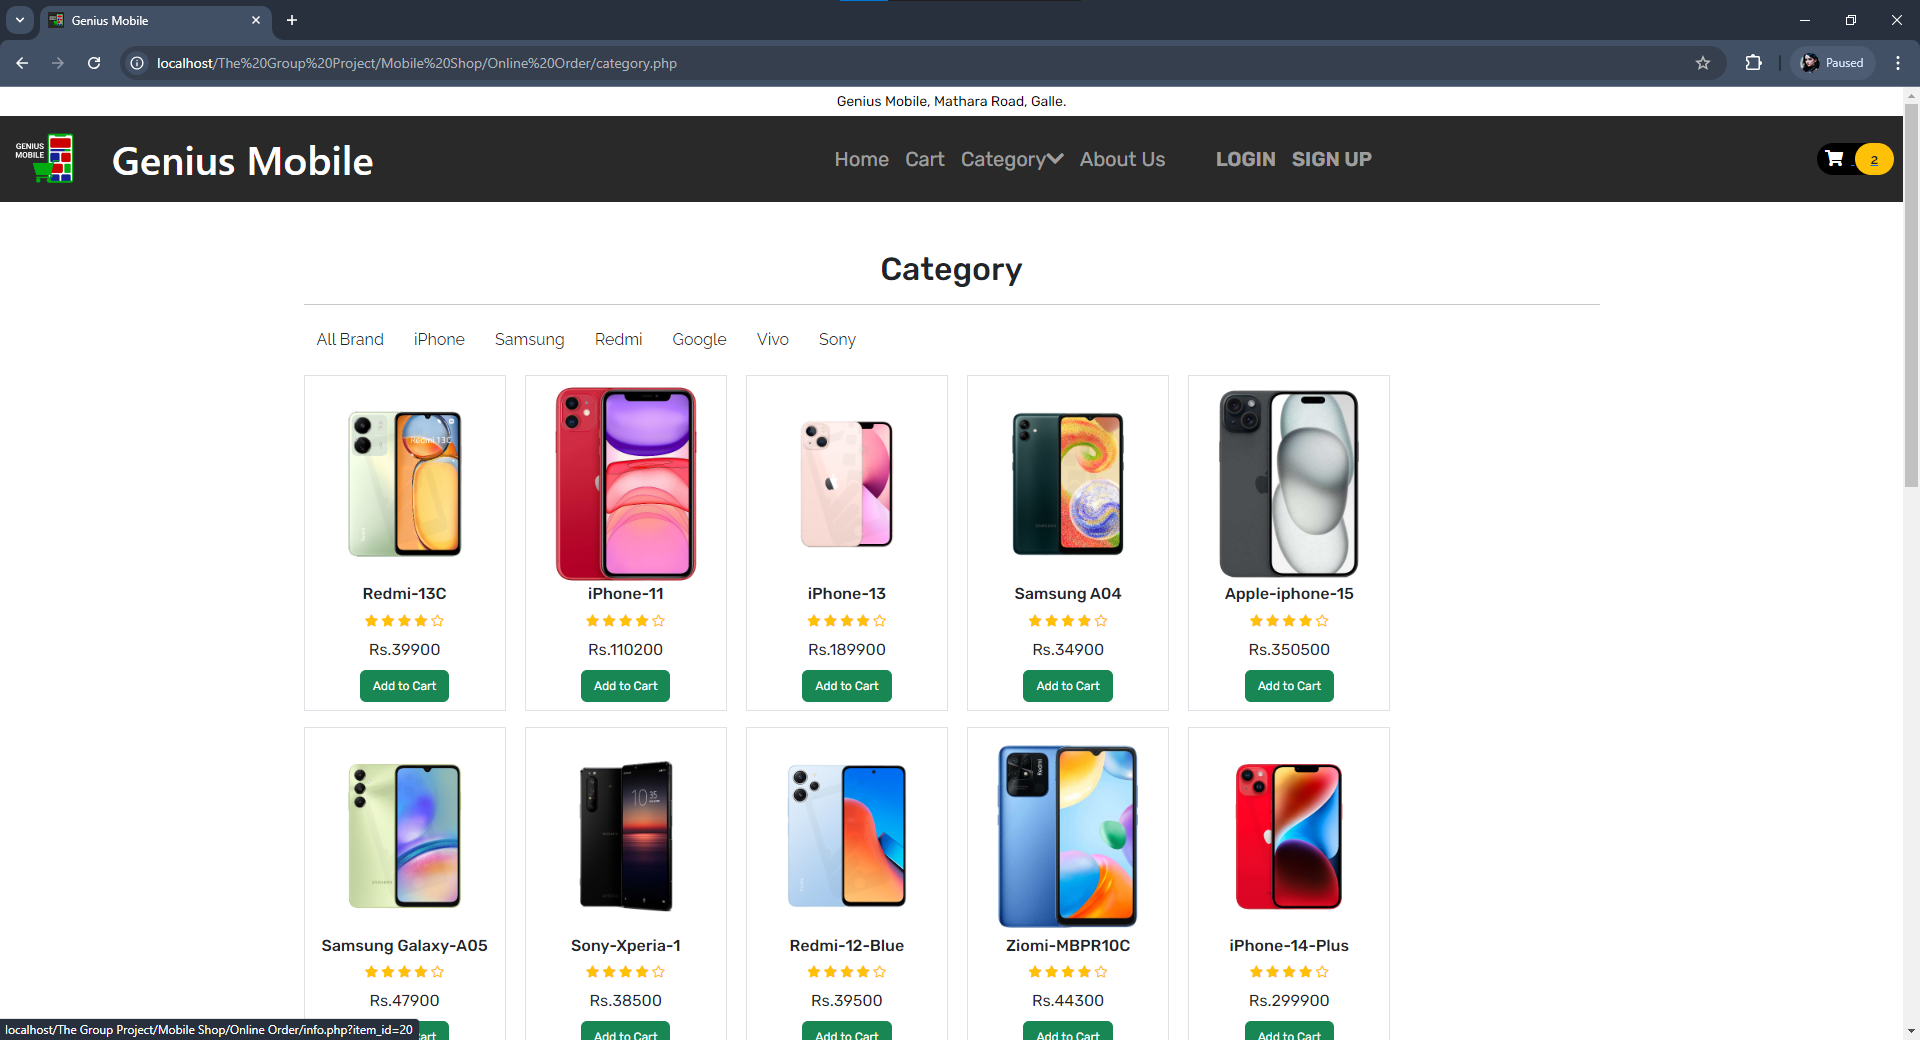 Genius Mobile
localhost/The%20Group%20Project/Mobile%20Shop/Online%20Order/category.php
Paused
Genius Mobile, Mathara Road, Galle.
GENIUS
MOBILE
Genius Mobile
Home Cart Category About Us LOGIN SIGN UP
2
Category
All Brand iPhone Samsung Redmi Google Vivo Sony
Redmi 13C
Redmi-13C iPhone-11 iPhone-13 Samsung A04 Apple-iphone-15
Rs.39900 Rs.110200 Rs.189900 Rs.34900 Rs.350500
Add to Cart Add to Cart Add to Cart Add to Cart Add to Cart
10 35
Redmi
Samsung Galaxy-A05 Sony-Xperia-1 Redmi-12-Blue Ziomi-MBPR10C iPhone-14-Plus
Rs.47900 Rs.38500 Rs.39500 Rs.44300 Rs.299900
Add to Cart Add to Cart Add to Cart Add to Cart
localhost/The Group Project/Mobile Shop/Online Order/info.php?item_id=20